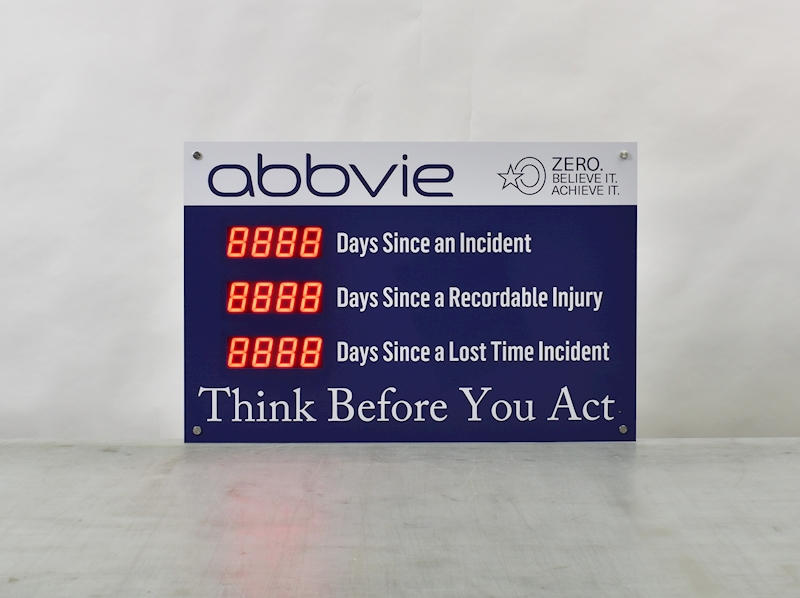 abbvie
ZERO.
BELIEVE IT.
ACHIEVE IT.
8888 Days Since an Incident
8888 Days Since a Recordable Injury
8888 Days Since a Lost Time Incident
Think Before You Act